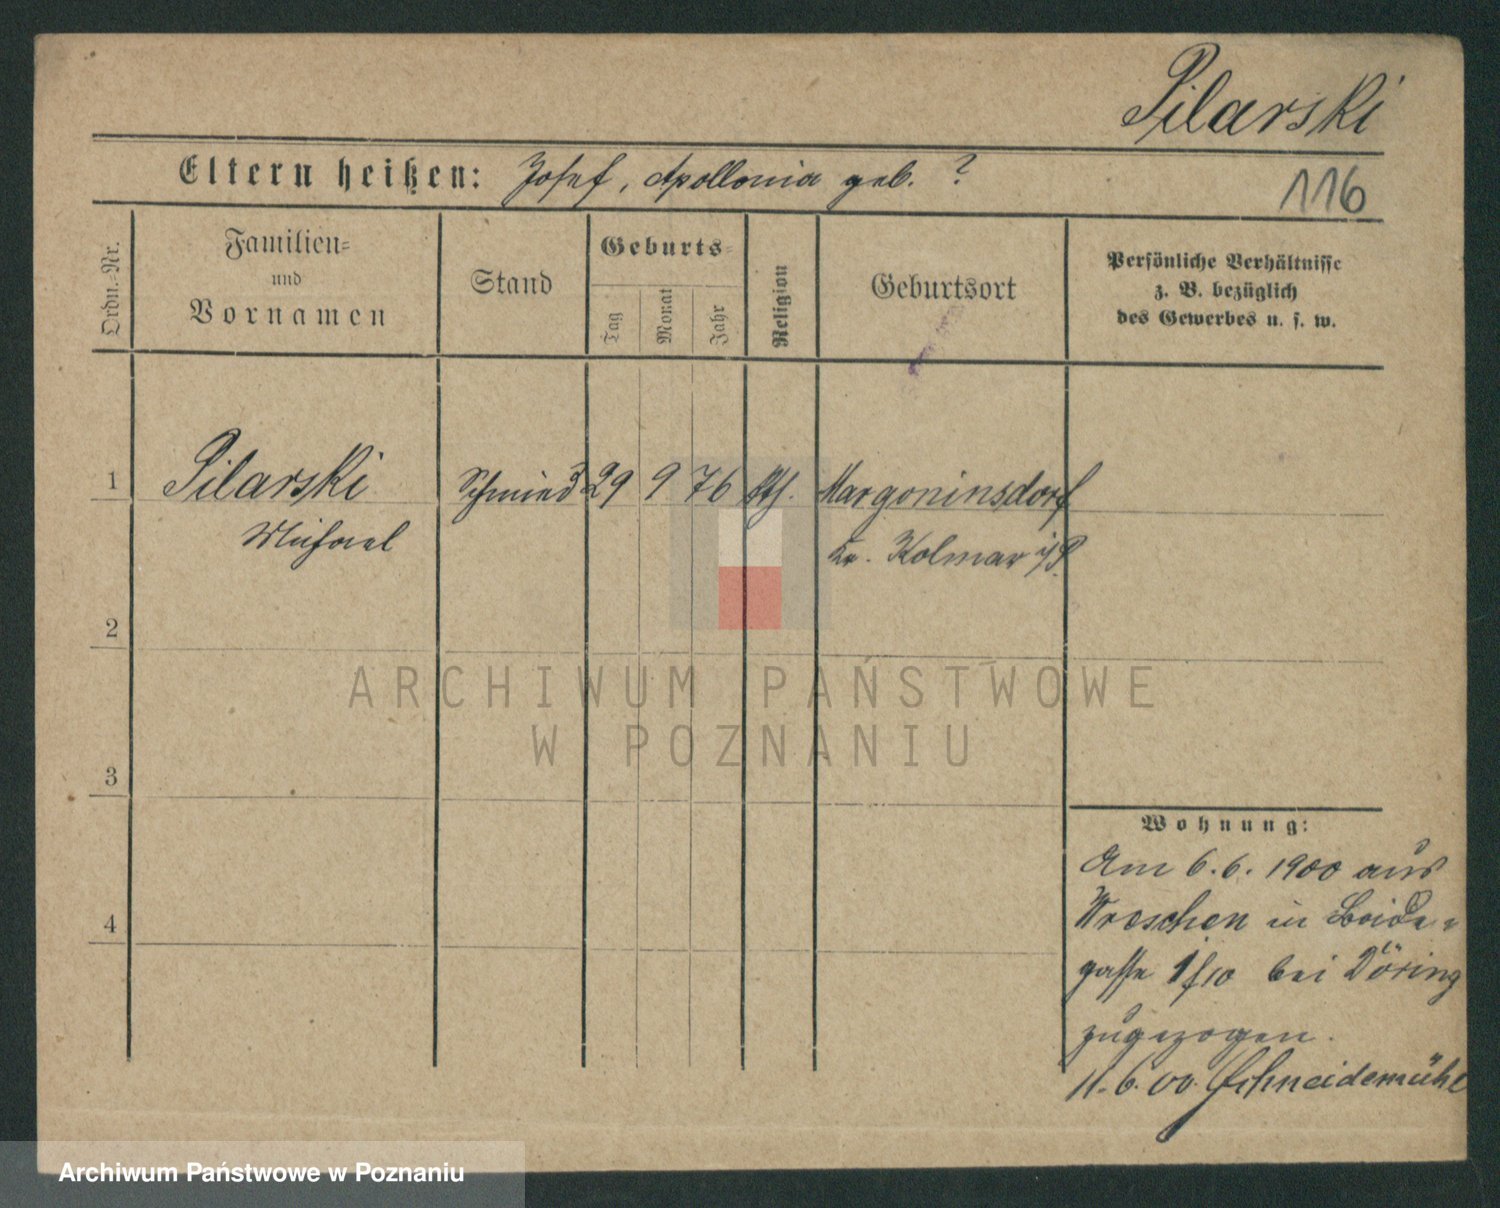 Pilarski
Eltern heißen: Josef, Apollonia geb. ?
116
Ordn.-Nr.
Familien-
und
Vornamen
Stand
Geburts-
Tag
Monat
Jahr
Religion
Geburtsort
Persönliche Verhältnisse
z. B. bezüglich
des Gewerbes u. s. w.
1 Pilarski Schmied 29 9 76 kth. Margoninsdorf
Michael Kr. Kolmar i/P.
2
ARCHIWUM PAŃSTWOWE
W POZNANIU
3
Wohnung:
Am 6.6.1900 aus
Wreschen in
4
gasse 1/10 bei Döring
zugezogen.
11.6.00. Schneidemühl
Archiwum Państwowe w Poznaniu